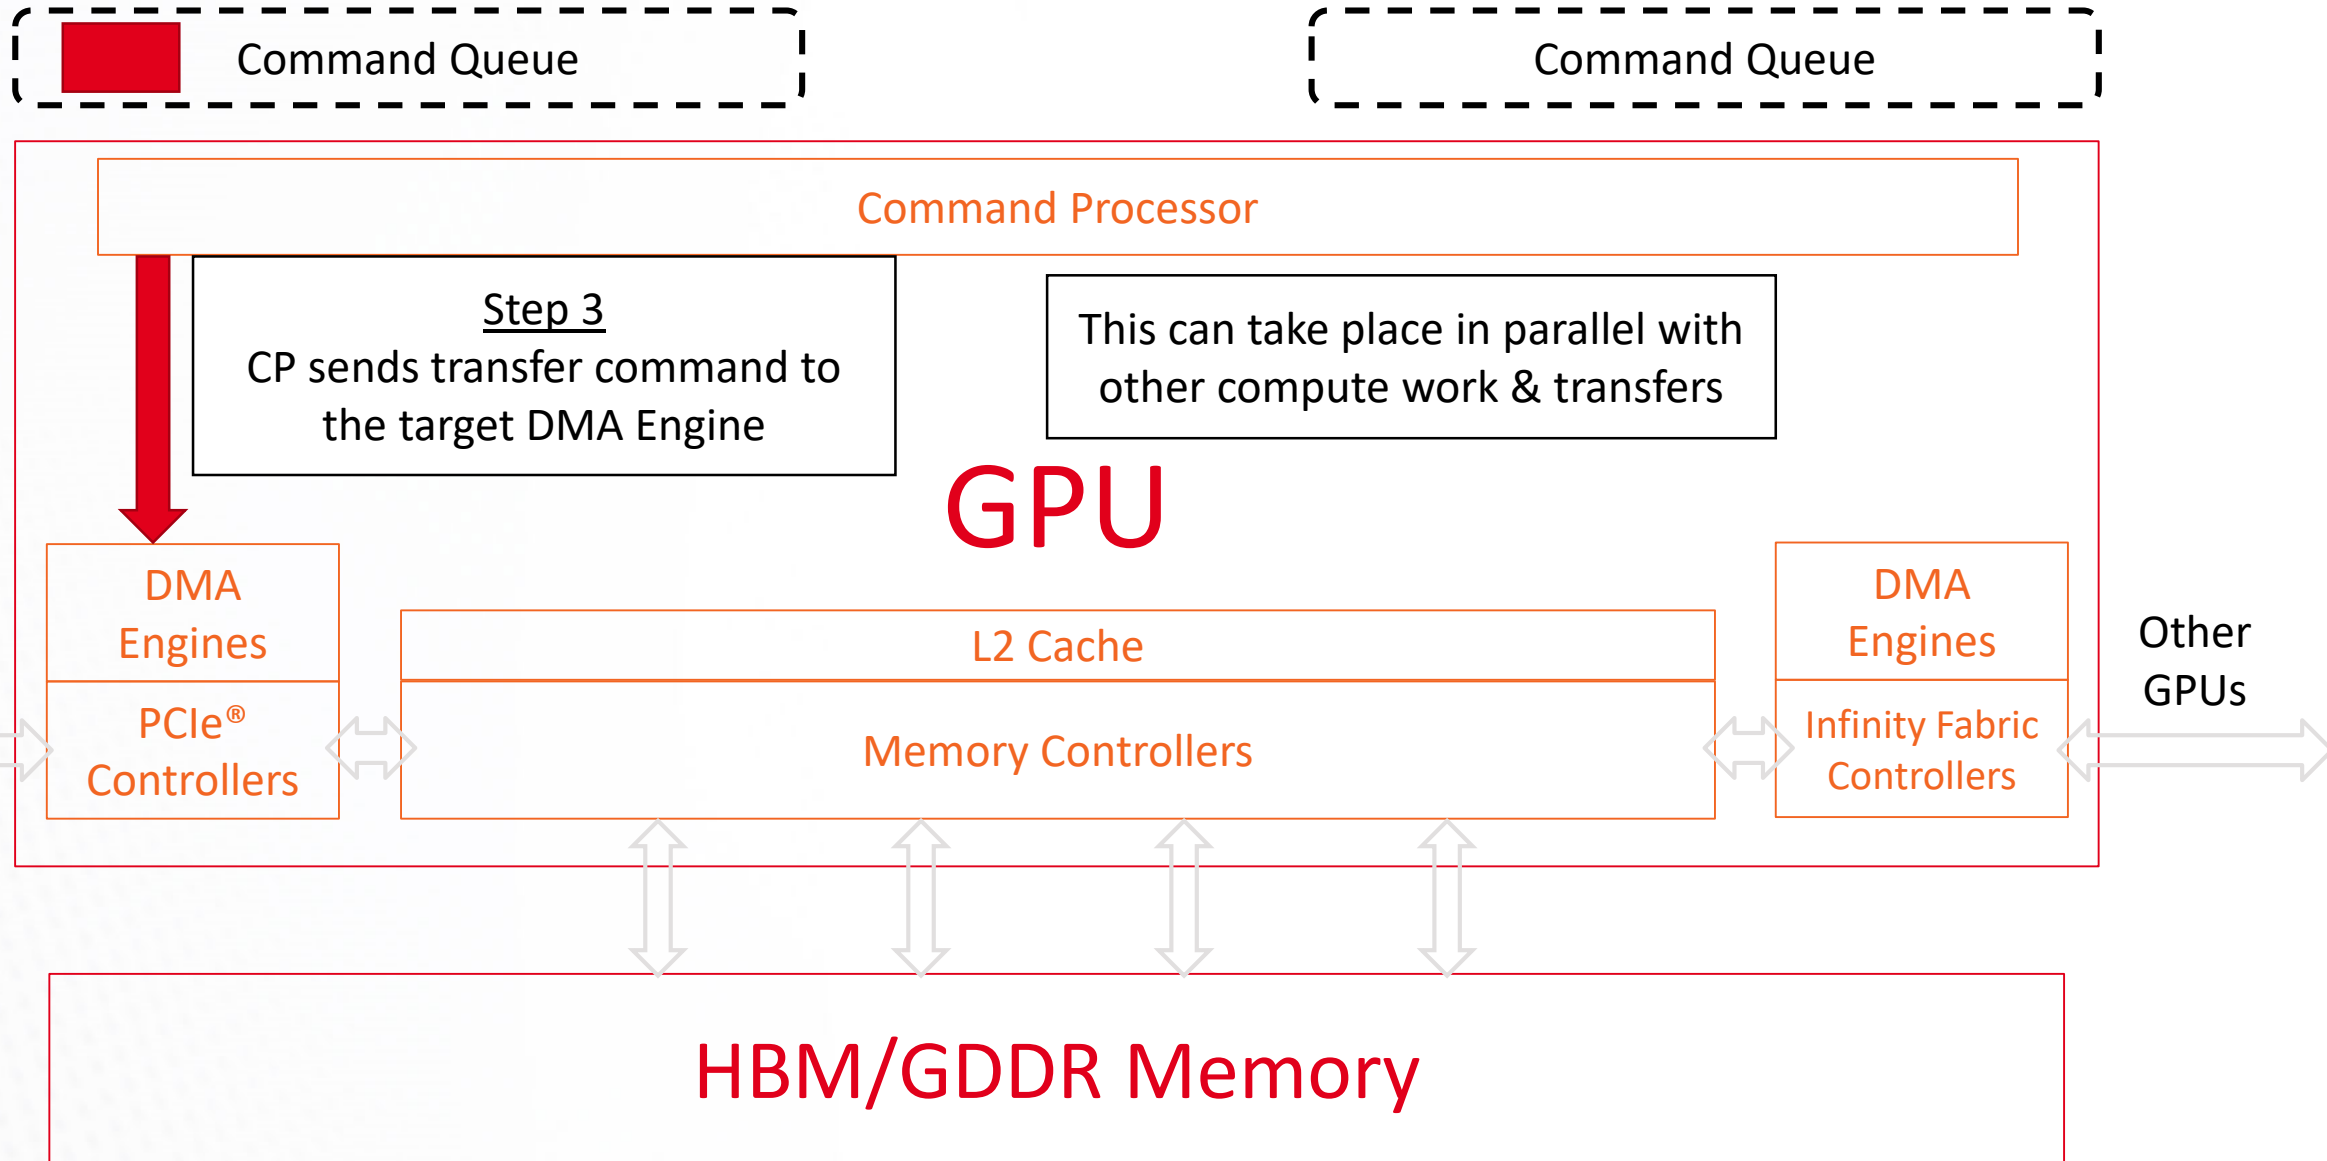 Command Queue
Command Queue
Command Processor
Step 3
CP sends transfer command to
the target DMA Engine
This can take place in parallel with
other compute work & transfers
GPU
DMA
Engines
PCIe®
Controllers
L2 Cache
Memory Controllers
DMA
Engines
Infinity Fabric
Controllers
Other
GPUs
HBM/GDDR Memory